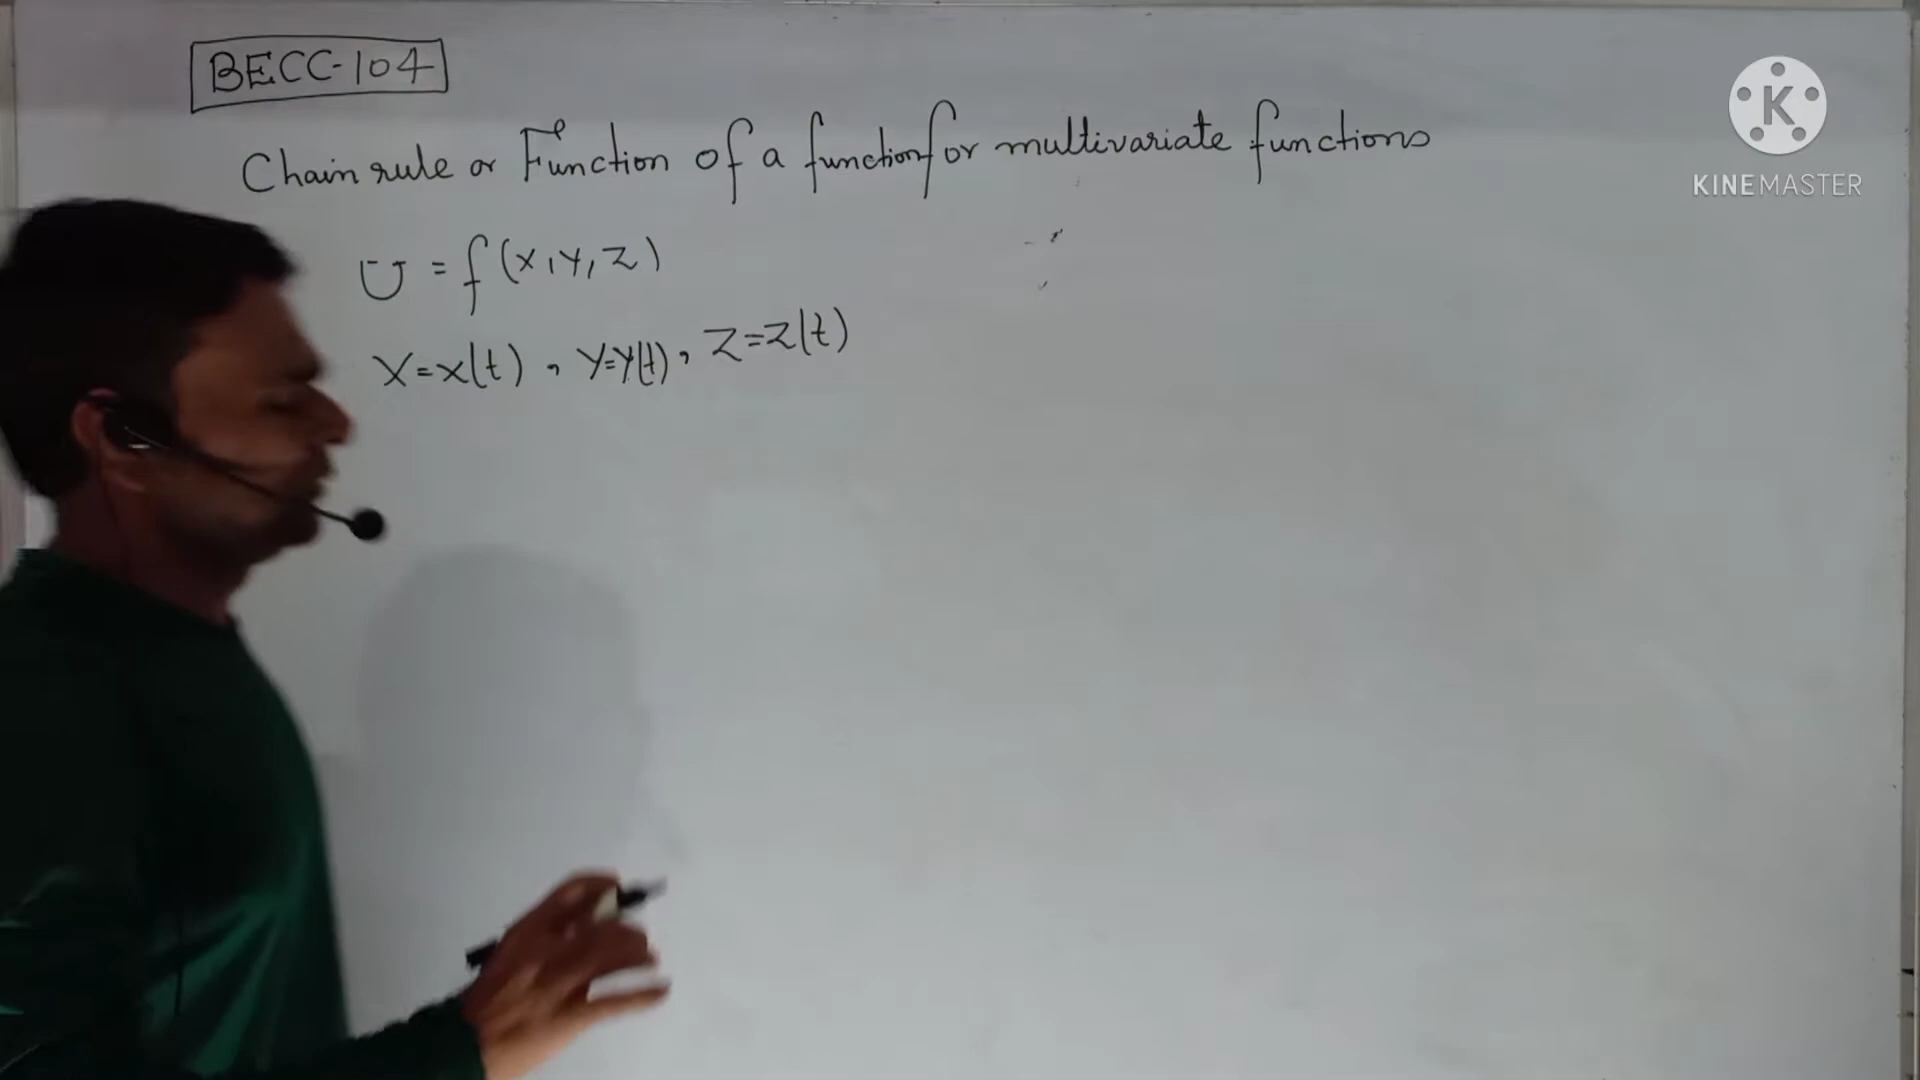 BECC-104
Chain rule or Function of a function for multivariate functions
U = f(x,y,z)
x=x(t), y=y(t), z=z(t)
K
KINEMASTER